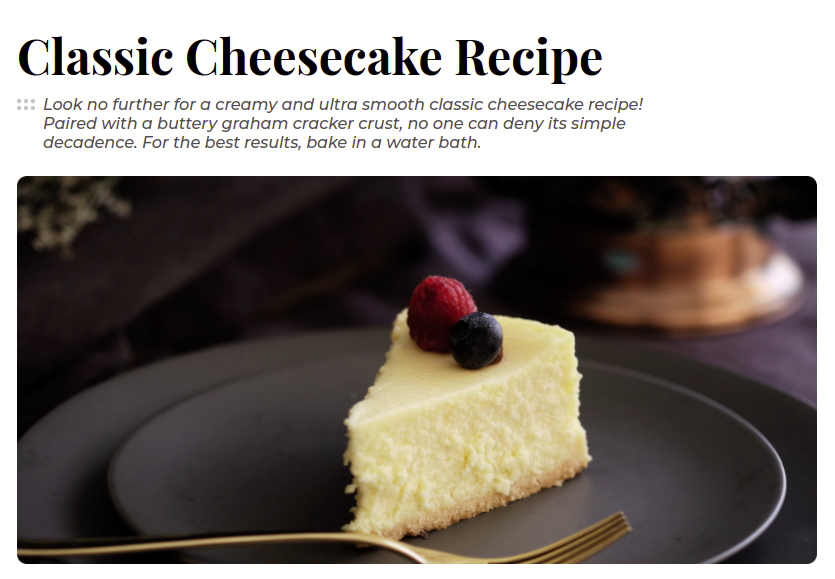 Classic Cheesecake Recipe
Look no further for a creamy and ultra smooth classic cheesecake recipe!
Paired with a buttery graham cracker crust, no one can deny its simple
decadence. For the best results, bake in a water bath.